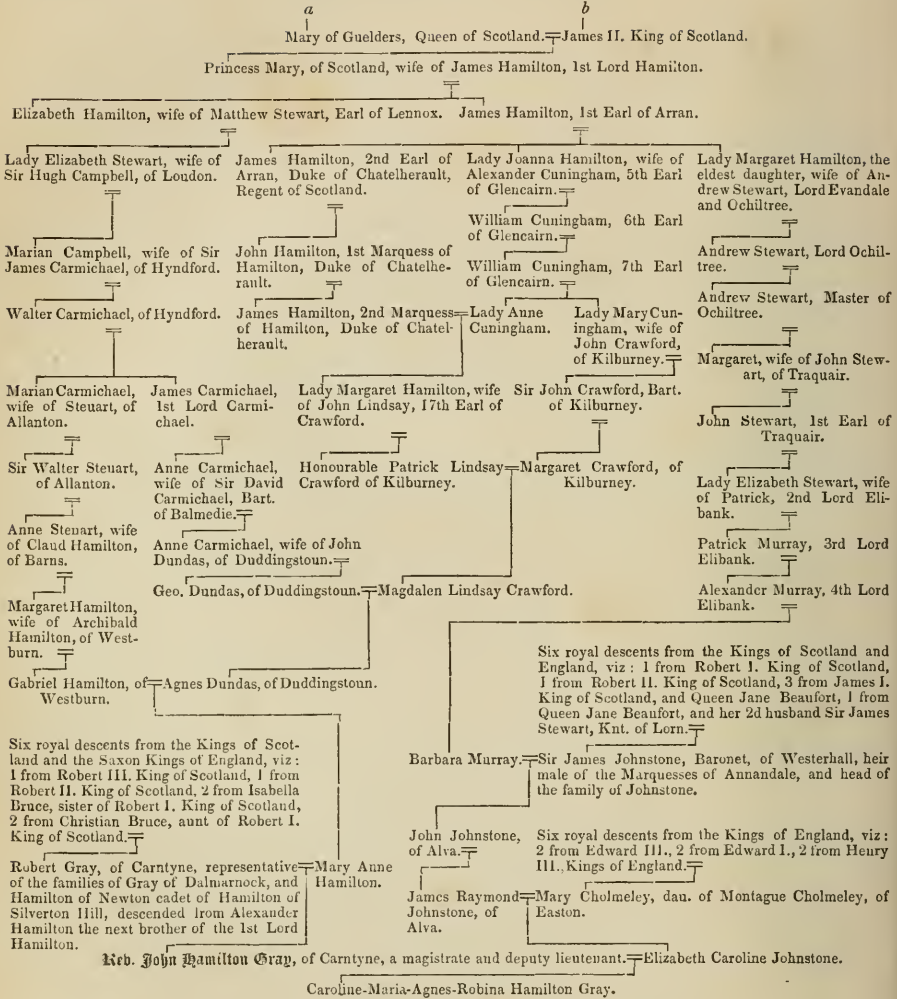 a b
Mary of Guelders, Queen of Scotland.=James II. King of Scotland.
Princess Mary, of Scotland, wife of James Hamilton, 1st Lord Hamilton.
Elizabeth Hamilton, wife of Matthew Stewart, Earl of Lennox. James Hamilton, 1st Earl of Arran.
Lady Elizabeth Stewart, wife of
Sir Hugh Campbell, of Loudon.
James Hamilton, 2nd Earl of
Arran, Duke of Chatelherault,
Regent of Scotland.
Lady Joanna Hamilton, wife of
Alexander Cuningham, 5th Earl
of Glencairn.=
Lady Margaret Hamilton, the
eldest daughter, wife of An-
drew Stewart, Lord Evandale
and Ochiltree.
William Cuningham, 6th Earl
of Glencairn.=
Marian Campbell, wife of Sir
James Carmichael, of Hyndford.
John Hamilton, 1st Marquess of
Hamilton, Duke of Chatelhe-
rault.
William Cuningham, 7th Earl
of Glencairn.
Andrew Stewart, Lord Ochil-
tree.
Walter Carmichael, of Hyndford.
James Hamilton, 2nd Marquess=
of Hamilton, Duke of Chatel-
herault.
Lady Anne
Cuningham.
Lady Mary Cun-
ingham, wife of
John Crawford,
of Kilburney.=
Andrew Stewart, Master of
Ochiltree.
Margaret, wife of John Stew-
art, of Traquair.
Marian Carmichael,
wife of Steuart, of
Allanton.
James Carmichael,
1st Lord Carmi-
chael.
Lady Margaret Hamilton, wife
of John Lindsay, 17th Earl of
Crawford.
Sir John Crawford, Bart.
of Kilburney.
John Stewart, 1st Earl of
Traquair.
Sir Walter Steuart,
of Allanton.
Anne Carmichael,
wife of Sir David
Carmichael, Bart.
of Balmedie.=
Honourable Patrick Lindsay=
Crawford of Kilburney.
Margaret Crawford, of
Kilburney.
Lady Elizabeth Stewart, wife
of Patrick, 2nd Lord Eli-
bank.
Anne Steuart, wife
of Claud Hamilton,
of Barns.
Anne Carmichael, wife of John
Dundas, of Duddingstoun.=
Patrick Murray, 3rd Lord
Elibank.
Geo. Dundas, of Duddingstoun.=Magdalen Lindsay Crawford.
Alexander Murray, 4th Lord
Elibank.
Margaret Hamilton,
wife of Archibald
Hamilton, of West-
burn.
Gabriel Hamilton, of=Agnes Dundas, of Duddingstoun.
Westburn.
Six royal descents from the Kings of Scotland and
England, viz: 1 from Robert I. King of Scotland,
1 from Robert II. King of Scotland, 3 from James I.
King of Scotland, and Queen Jane Beaufort, 1 from
Queen Jane Beaufort, and her 2d husband Sir James
Stewart, Knt. of Lorn.=
Six royal descents from the Kings of Scot-
land and the Saxon Kings of England, viz:
1 from Robert III. King of Scotland, 1 from
Robert II. King of Scotland, 2 from Isabella
Bruce, sister of Robert I. King of Scotland,
2 from Christian Bruce, aunt of Robert I.
King of Scotland.=
Barbara Murray.=Sir James Johnstone, Baronet, of Westerhall, heir
male of the Marquesses of Annandale, and head of
the family of Johnstone.
John Johnstone,
of Alva.=
Six royal descents from the Kings of England, viz:
2 from Edward III., 2 from Edward I., 2 from Henry
III., Kings of England.=
Robert Gray, of Carntyne, representative=
of the families of Gray of Dalmarnock, and
Hamilton of Newton cadet of Hamilton of
Silverton Hill, descended from Alexander
Hamilton the next brother of the 1st Lord
Hamilton.
Mary Anne
Hamilton.
James Raymond=
Johnstone, of
Alva.
Mary Cholmeley, dau. of Montague Cholmeley, of
Easton.
Rev. John Hamilton Gray, of Carntyne, a magistrate and deputy lieutenant.=Elizabeth Caroline Johnstone.
Caroline-Maria-Agnes-Robina Hamilton Gray.